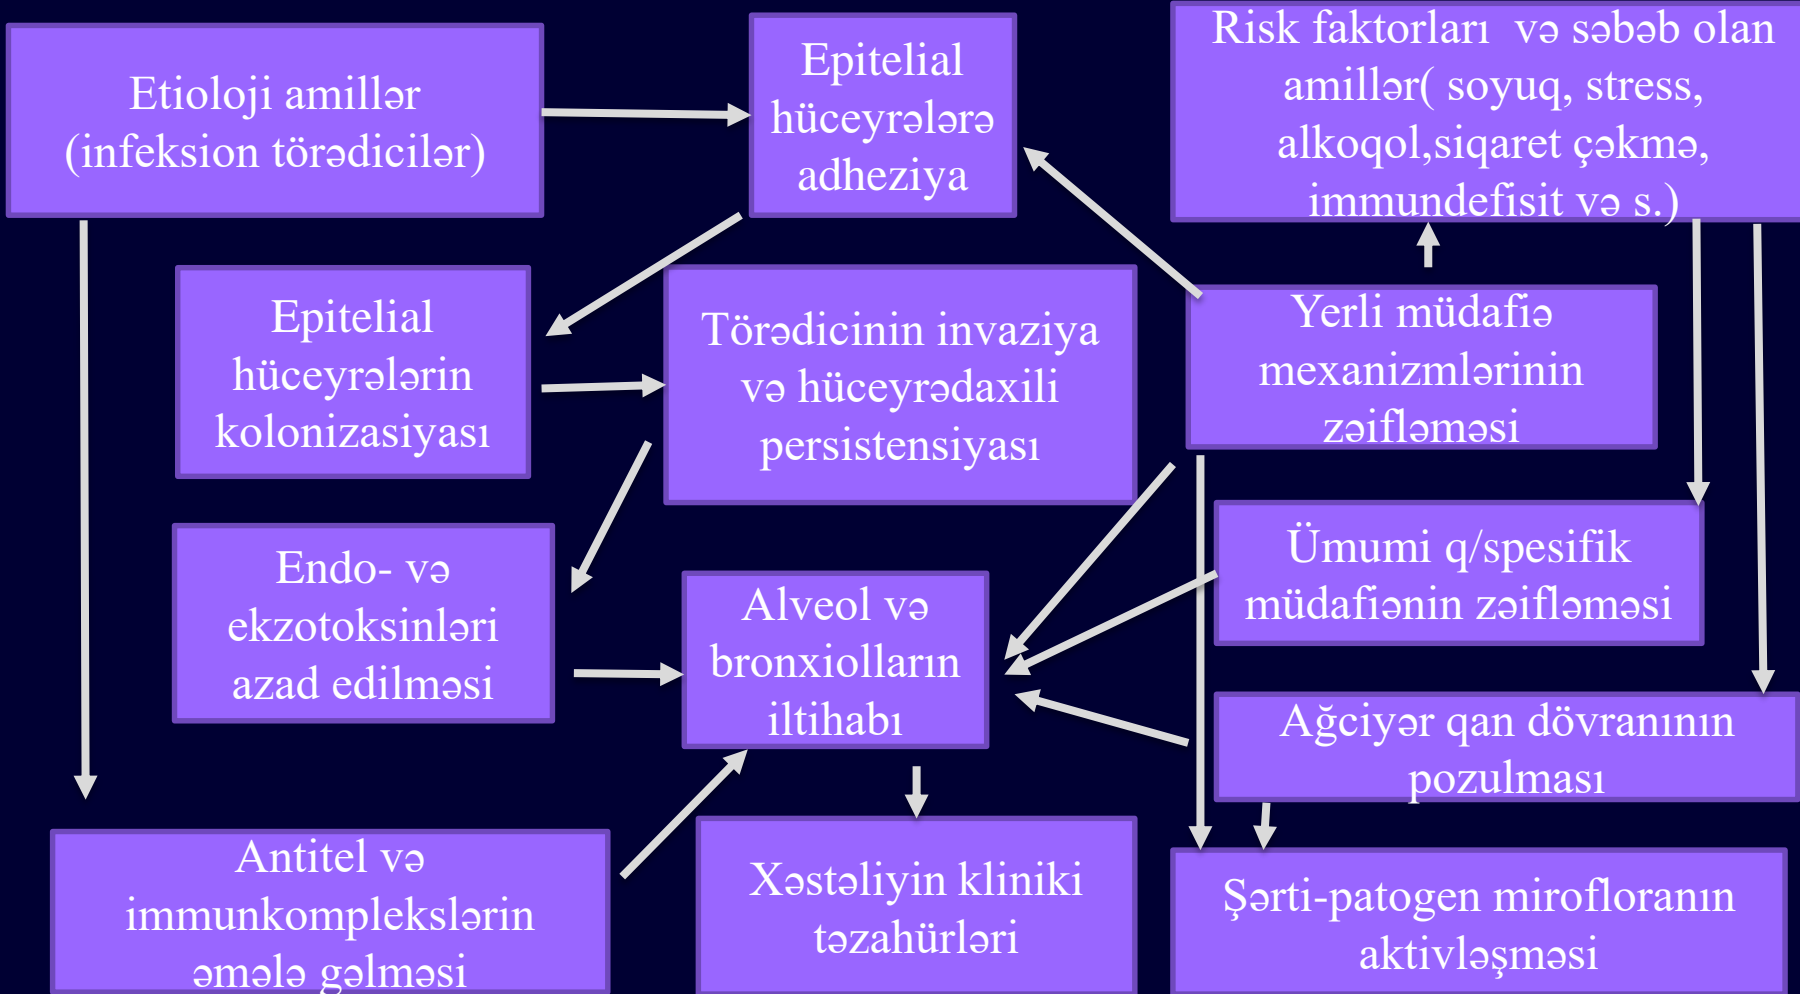 Etioloji amillər
(infeksion törədicilər)
Epitelial
hüceyrələrə
adheziya
Risk faktorları və səbəb olan
amillər( soyuq, stress,
alkoqol,siqaret çəkmə,
immundefisit və s.)
Epitelial
hüceyrələrin
kolonizasiyası
Törədicinin invaziya
və hüceyrədaxili
persistensiyası
Yerli müdafiə
mexanizmlərinin
zəifləməsi
Endo- və
ekzotoksinləri
azad edilməsi
Alveol və
bronxiolların
iltihabı
Ümumi q/spesifik
müdafiənin zəifləməsi
Ağciyər qan dövranının
pozulması
Antitel və
immunkomplekslərin
əmələ gəlməsi
Xəstəliyin kliniki
təzahürləri
Şərti-patogen mirofloranın
aktivləşməsi